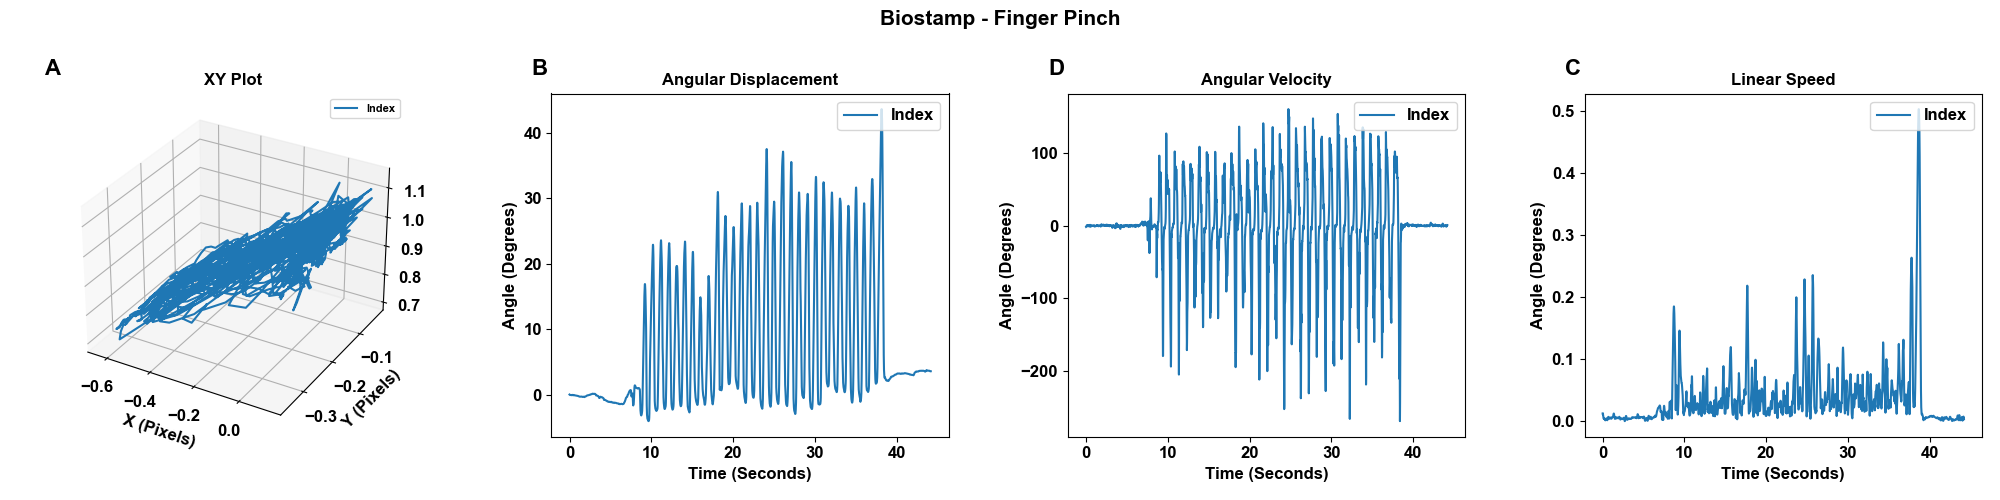 Biostamp - Finger Pinch
A
XY Plot
Index
1.1
1.0
0.9
0.8
0.7
−0.6
−0.4
−0.2
0.0
X (Pixels)
−0.1
−0.2
−0.3
Y (Pixels)
B
Angular Displacement
Index
40
30
20
10
0
Angle (Degrees)
0
10
20
30
40
Time (Seconds)
D
Angular Velocity
Index
100
0
−100
−200
Angle (Degrees)
0
10
20
30
40
Time (Seconds)
C
Linear Speed
Index
0.5
0.4
0.3
0.2
0.1
0.0
Angle (Degrees)
0
10
20
30
40
Time (Seconds)